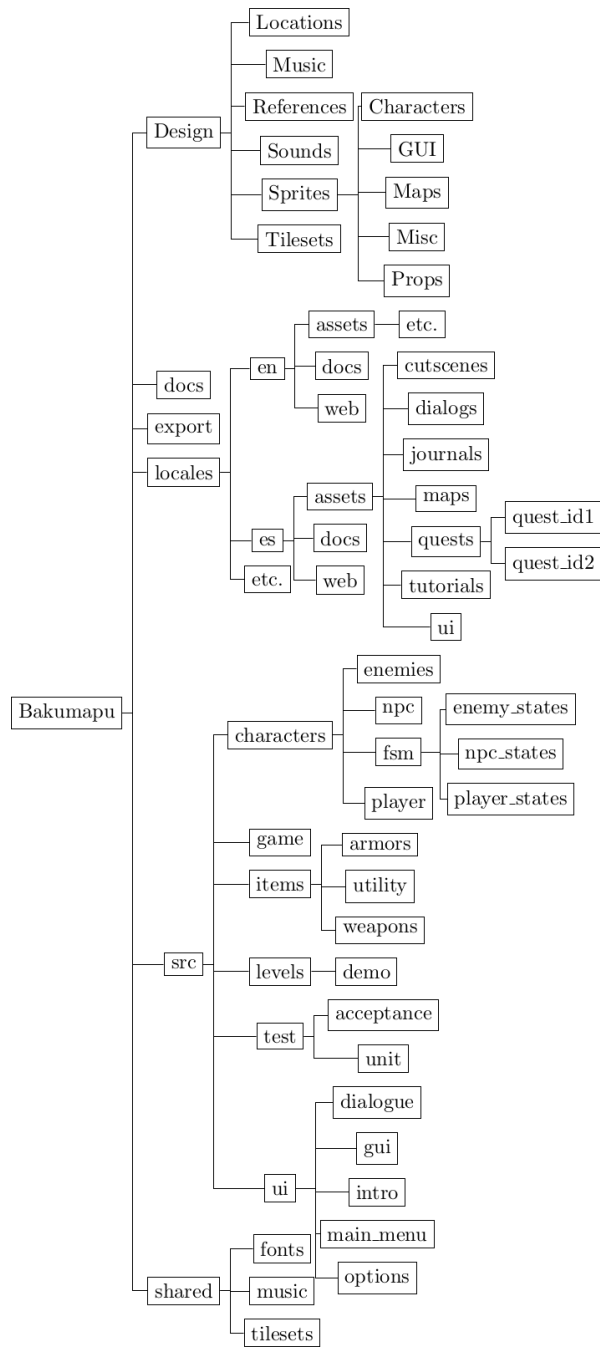 Locations
Music
References
Characters
Design
Sounds
GUI
Sprites
Maps
Tilesets
Misc
Props
assets
etc.
en
docs
cutscenes
docs
web
dialogs
export
journals
locales
assets
maps
quest_id1
es
docs
quests
quest_id2
etc.
web
tutorials
ui
enemies
Bakumapu
npc
enemy_states
characters
fsm
npc_states
player
player_states
game
armors
items
utility
weapons
src
levels
demo
acceptance
test
unit
dialogue
gui
ui
intro
main_menu
fonts
options
shared
music
tilesets